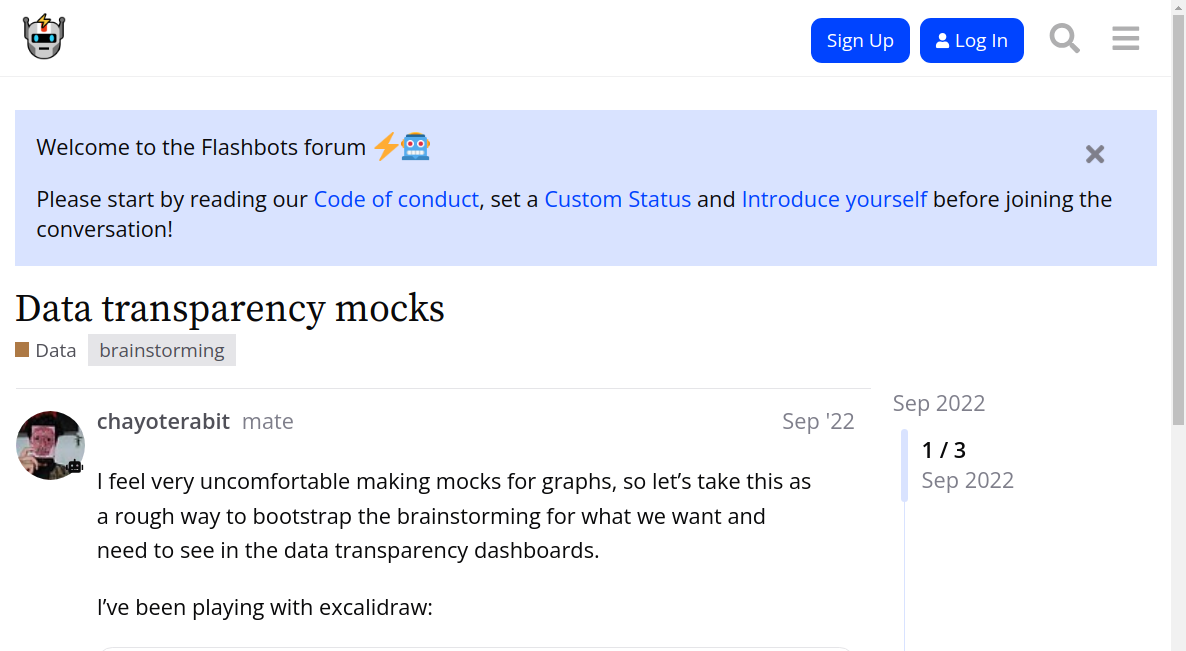 Sign Up
Log In
Welcome to the Flashbots forum
Please start by reading our Code of conduct, set a Custom Status and Introduce yourself before joining the
conversation!
Data transparency mocks
Data
brainstorming
chayoterabit mate
Sep '22
I feel very uncomfortable making mocks for graphs, so let’s take this as
a rough way to bootstrap the brainstorming for what we want and
need to see in the data transparency dashboards.
I’ve been playing with excalidraw:
Sep 2022
1 / 3
Sep 2022